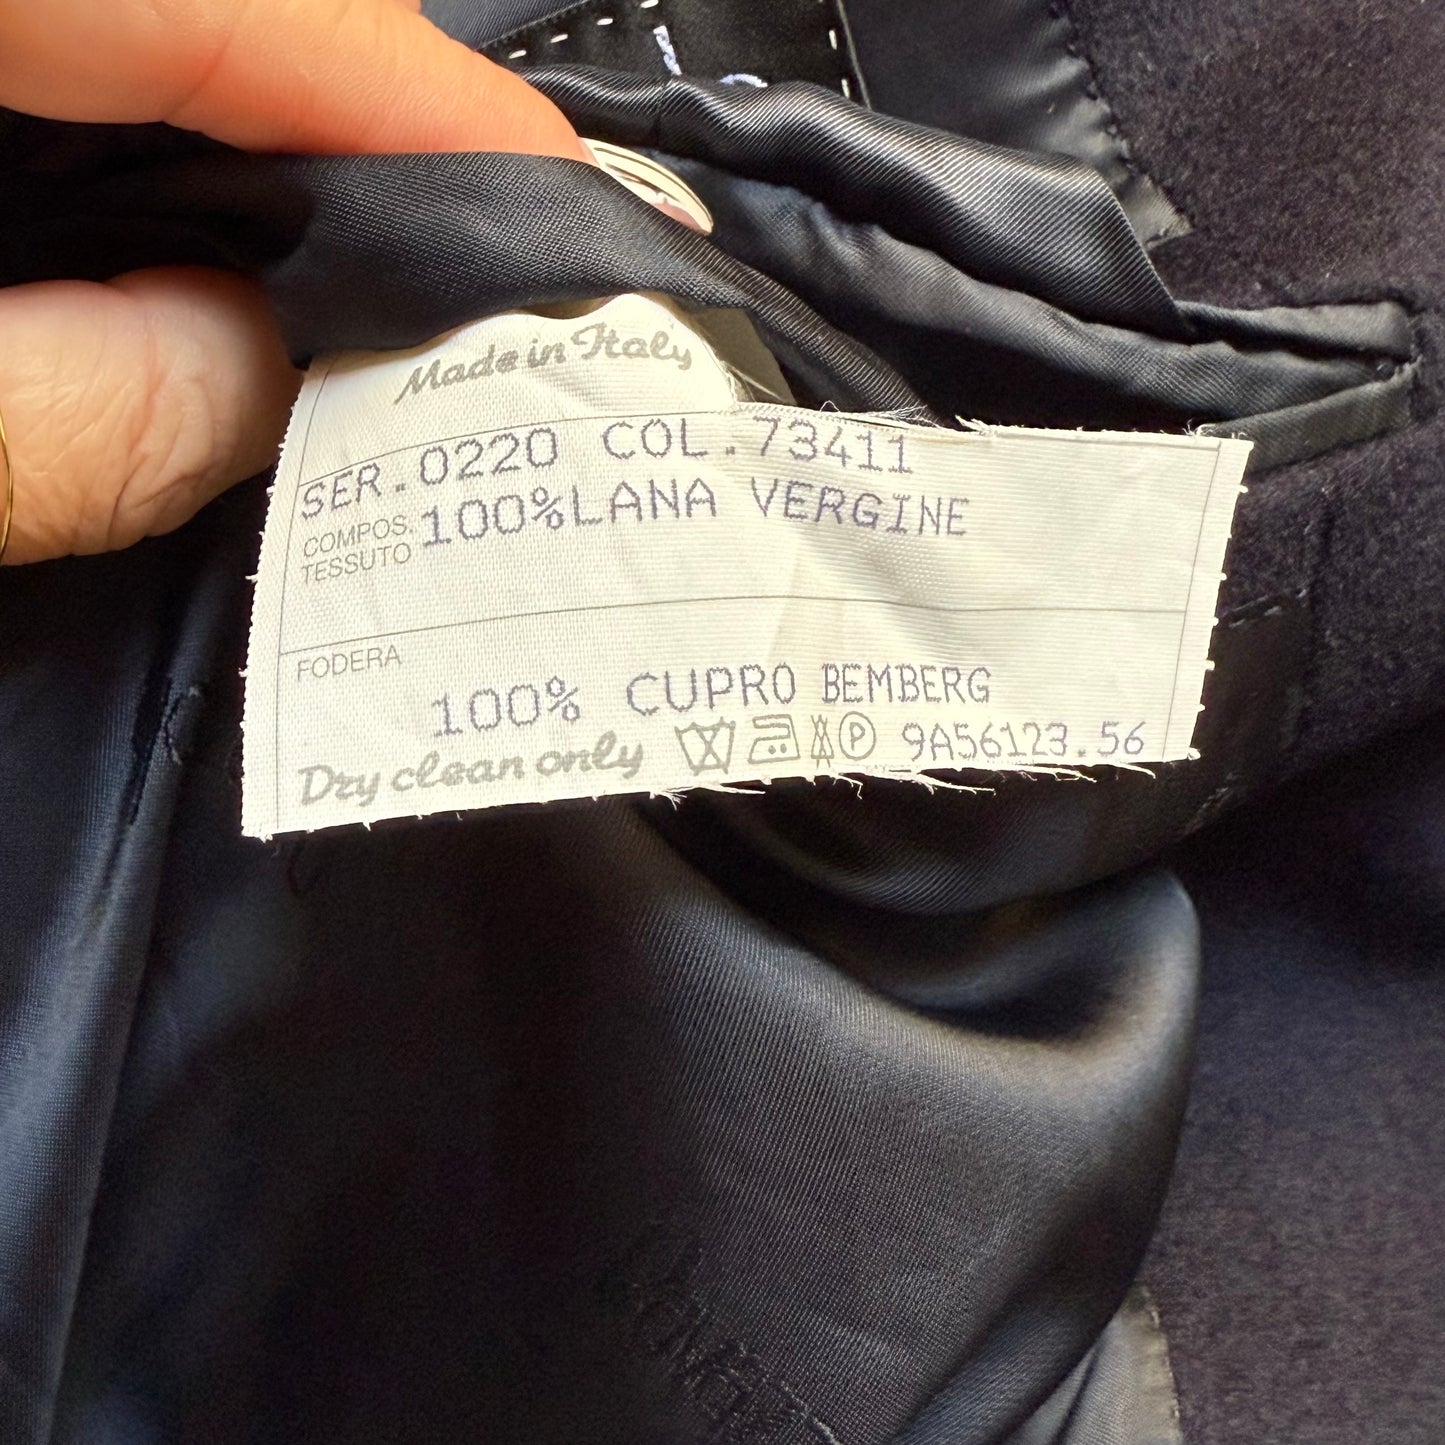 Made in Italy
SER.0220 COL.73411
COMPOS. TESSUTO 100%LANA VERGINE
FODERA
100% CUPRO BEMBERG
Dry clean only P 9A56123.56